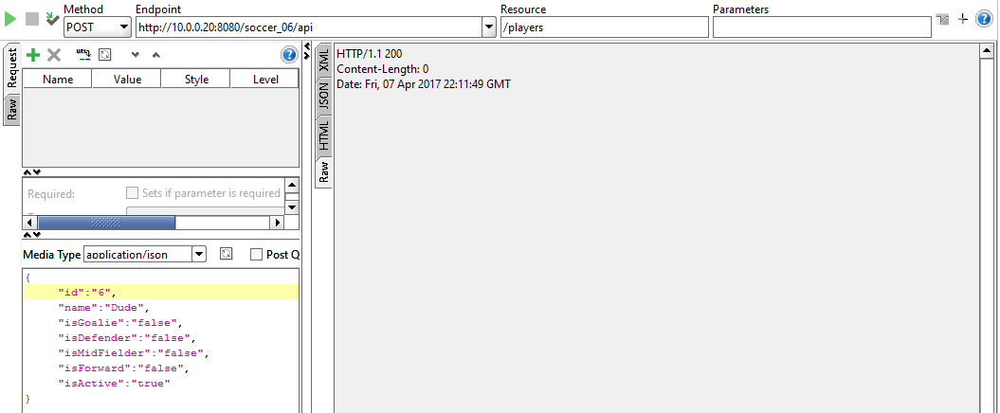 Method Endpoint Resource Parameters
POST http://10.0.0.20:8080/soccer_06/api /players
Request
Raw
Name Value Style Level
Required: Sets if parameter is required
Media Type application/json Post Q
{
"id":"6",
"name":"Dude",
"isGoalie":"false",
"isDefender":"false",
"isMidFielder":"false",
"isForward":"false",
"isActive":"true"
}
XML
JSON
HTML
Raw
HTTP/1.1 200
Content-Length: 0
Date: Fri, 07 Apr 2017 22:11:49 GMT